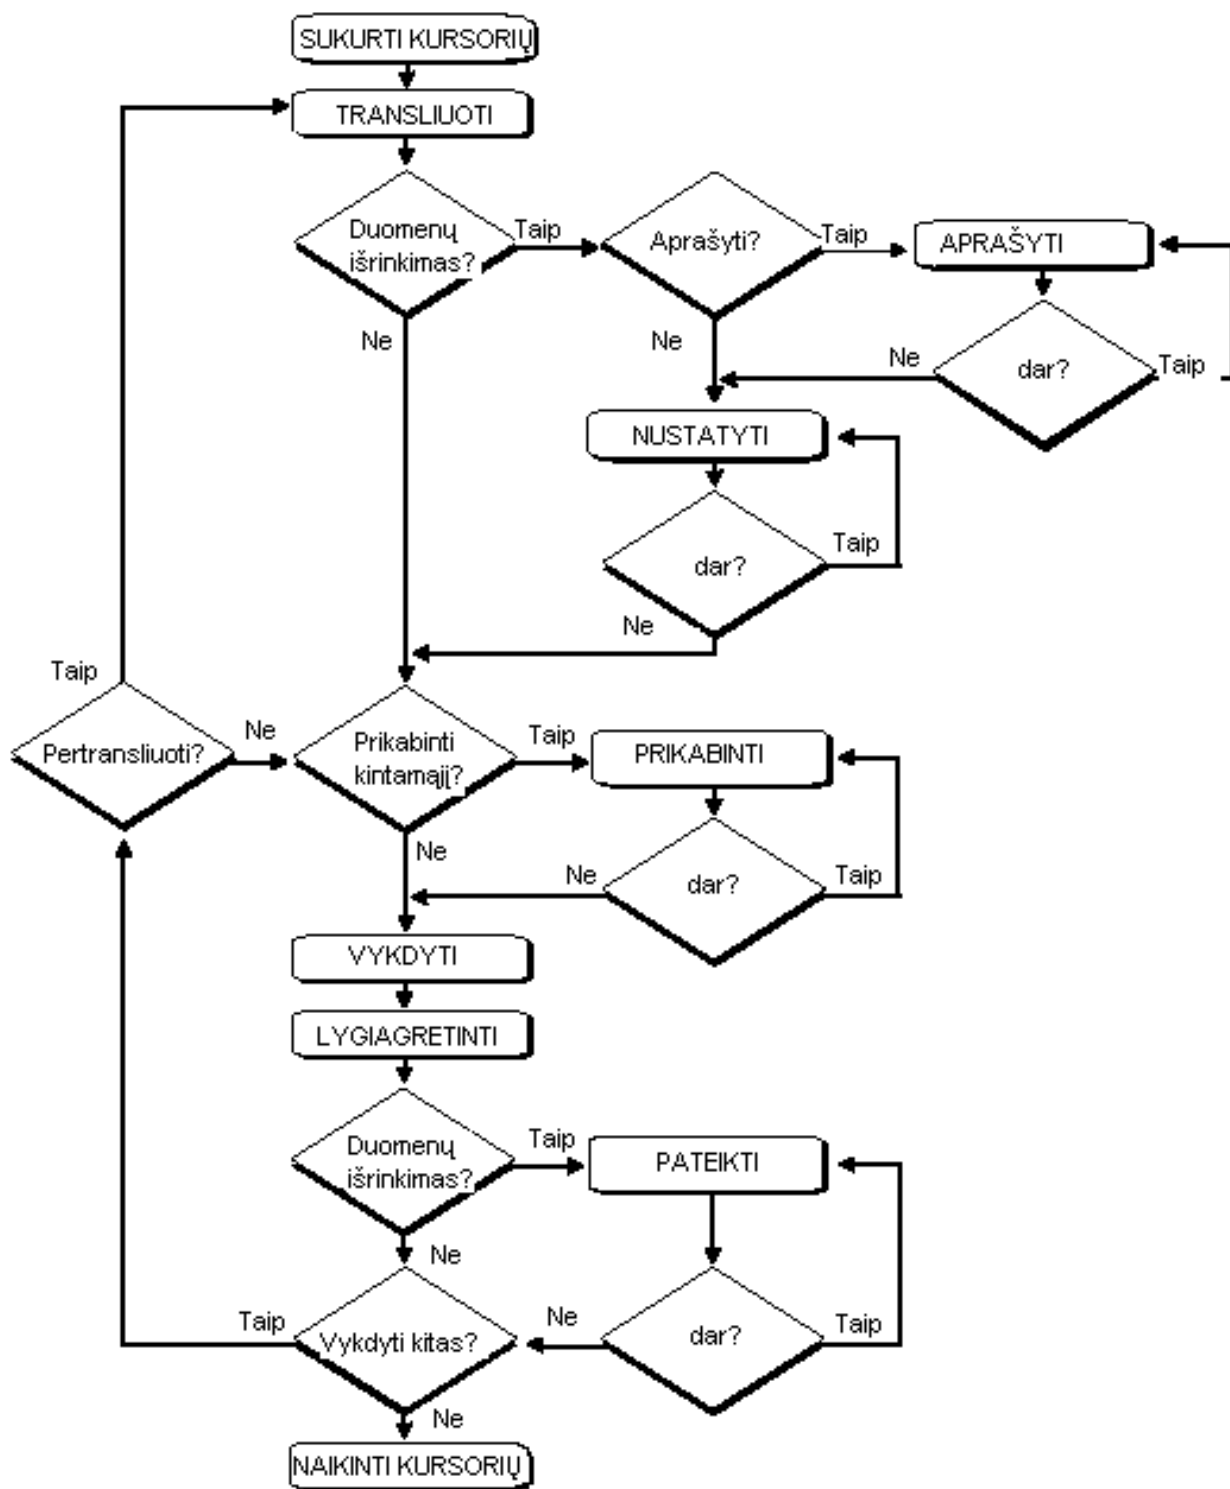 SUKURTI KURSORIŲ
TRANSLIUOTI
Duomenų
išrinkimas?
Taip
Aprašyti?
Taip
APRAŠYTI
Ne
Ne
Ne
dar?
Taip
NUSTATYTI
dar?
Taip
Ne
Taip
Pertransliuoti?
Ne
Prikabinti
kintamąjį?
Taip
PRIKABINTI
Ne
Ne
dar?
Taip
VYKDYTI
LYGIAGRETINTI
Duomenų
išrinkimas?
Taip
PATEIKTI
Ne
Taip
Vykdyti kitas?
Ne
dar?
Taip
Ne
NAIKINTI KURSORIŲ